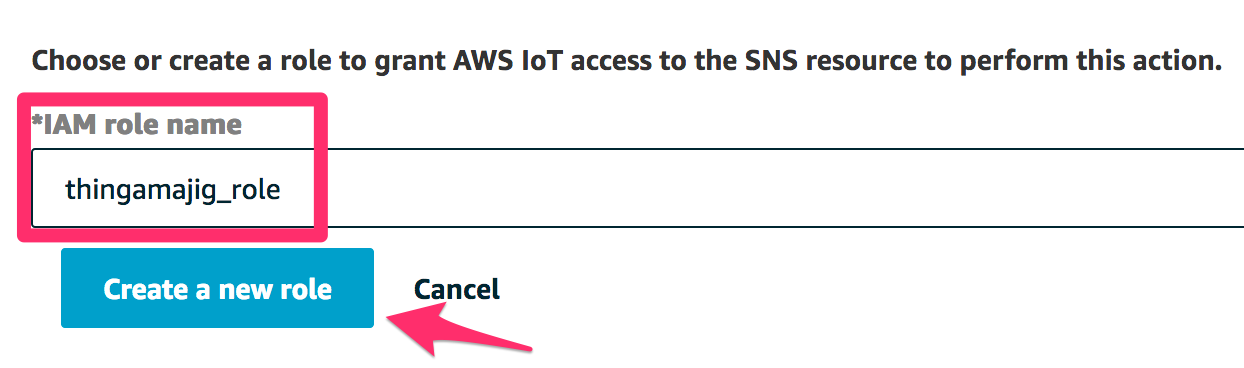 Choose or create a role to grant AWS IoT access to the SNS resource to perform this action.
*IAM role name
thingamajig_role
Create a new role Cancel